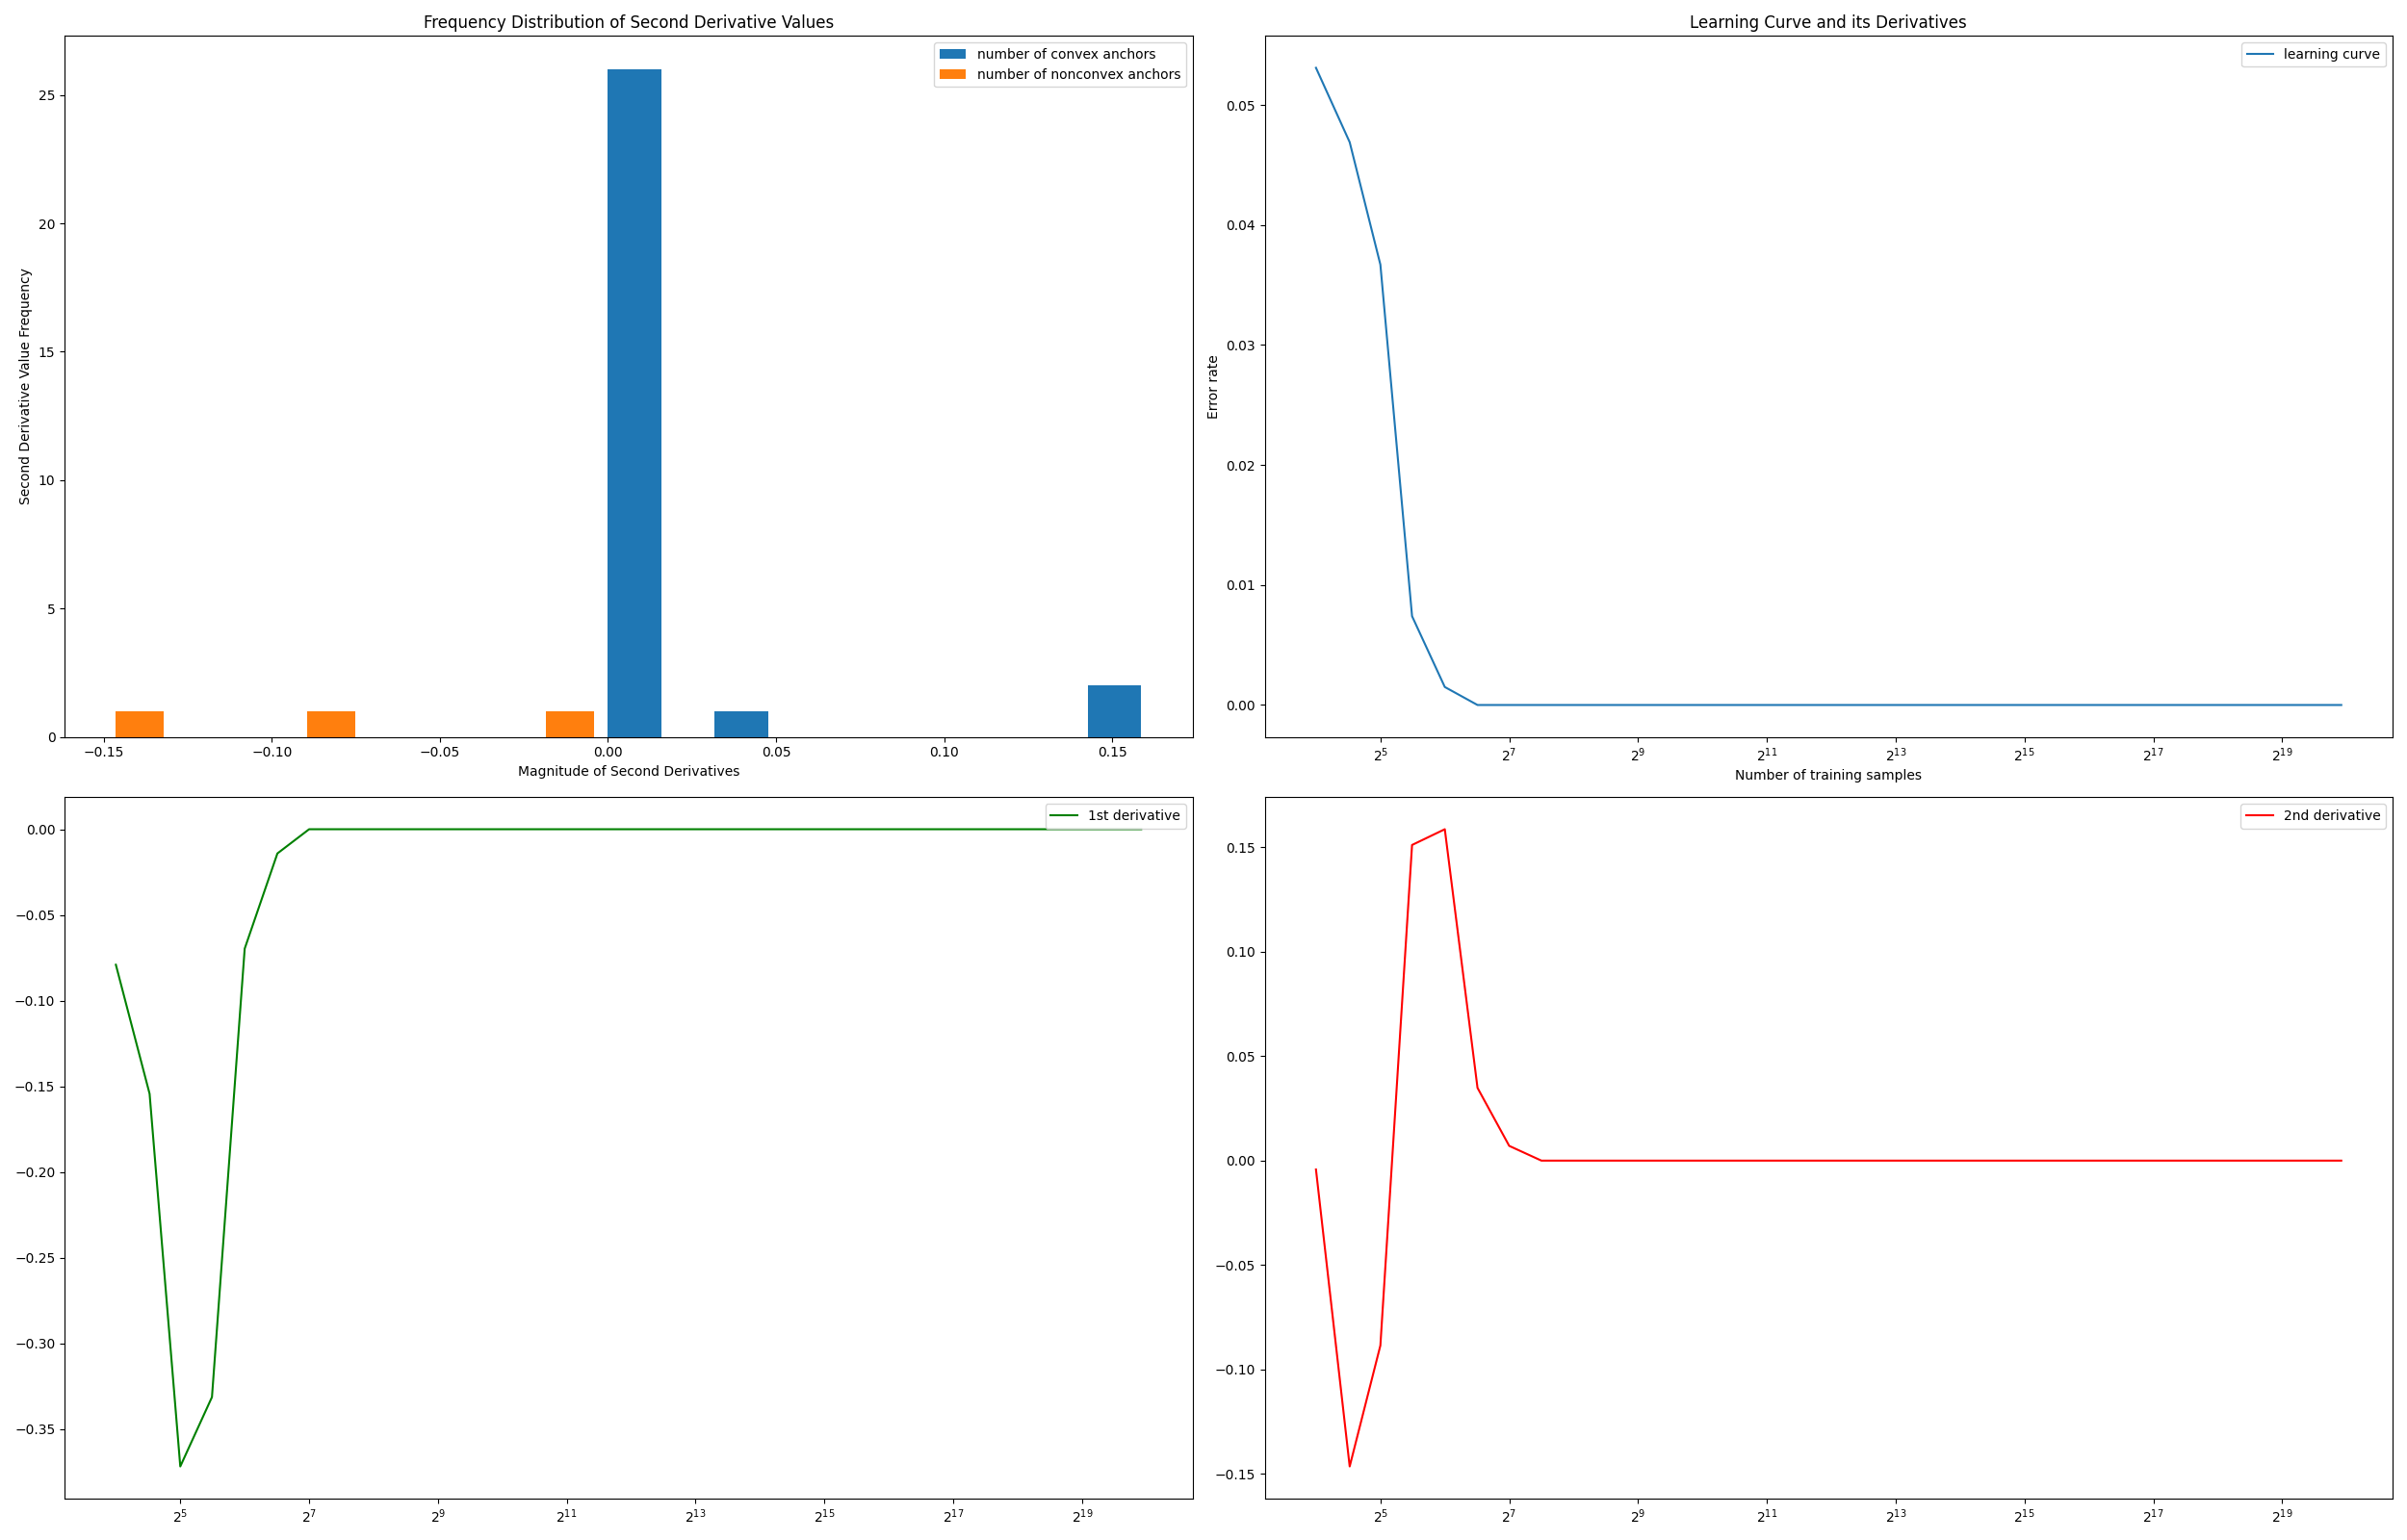 Frequency Distribution of Second Derivative Values
number of convex anchors
number of nonconvex anchors
25
20
15
10
5
0
Second Derivative Value Frequency
−0.15 −0.10 −0.05 0.00 0.05 0.10 0.15
Magnitude of Second Derivatives
Learning Curve and its Derivatives
learning curve
0.05
0.04
0.03
0.02
0.01
0.00
Error rate
2^5 2^7 2^9 2^11 2^13 2^15 2^17 2^19
Number of training samples
1st derivative
0.00
−0.05
−0.10
−0.15
−0.20
−0.25
−0.30
−0.35
2^5 2^7 2^9 2^11 2^13 2^15 2^17 2^19
2nd derivative
0.15
0.10
0.05
0.00
−0.05
−0.10
−0.15
2^5 2^7 2^9 2^11 2^13 2^15 2^17 2^19